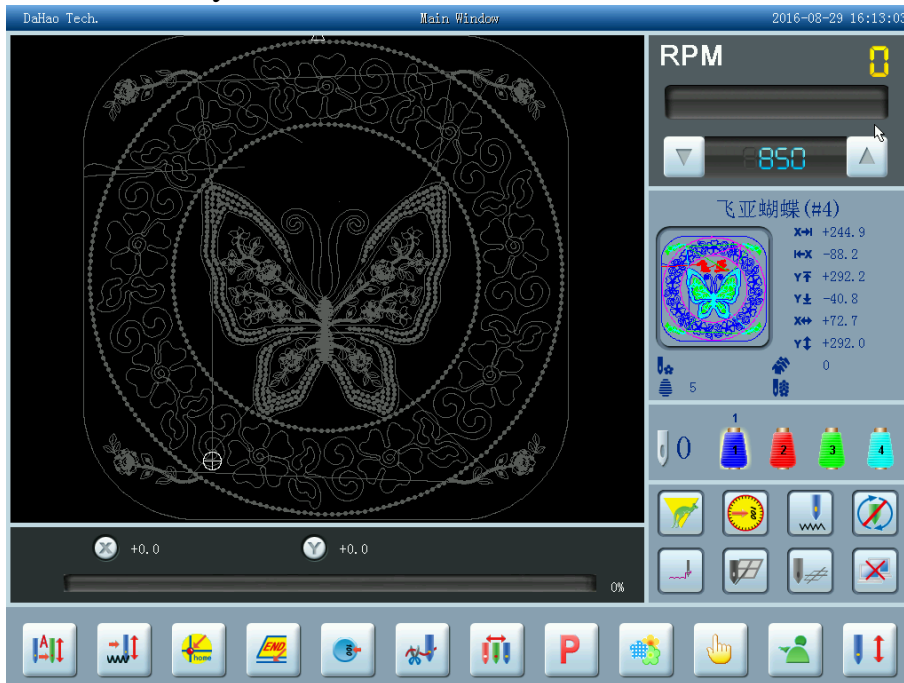 DaHao Tech.
Main Window
2016-08-29 16:13:03
RPM
0
850
飞亚蝴蝶(#4)
X +244.9
X -88.2
Y +292.2
Y -40.8
X +72.7
Y +292.0
0
5
1
0
1
2
3
4
100
X +0.0
Y +0.0
0%
A
home
END
100
P